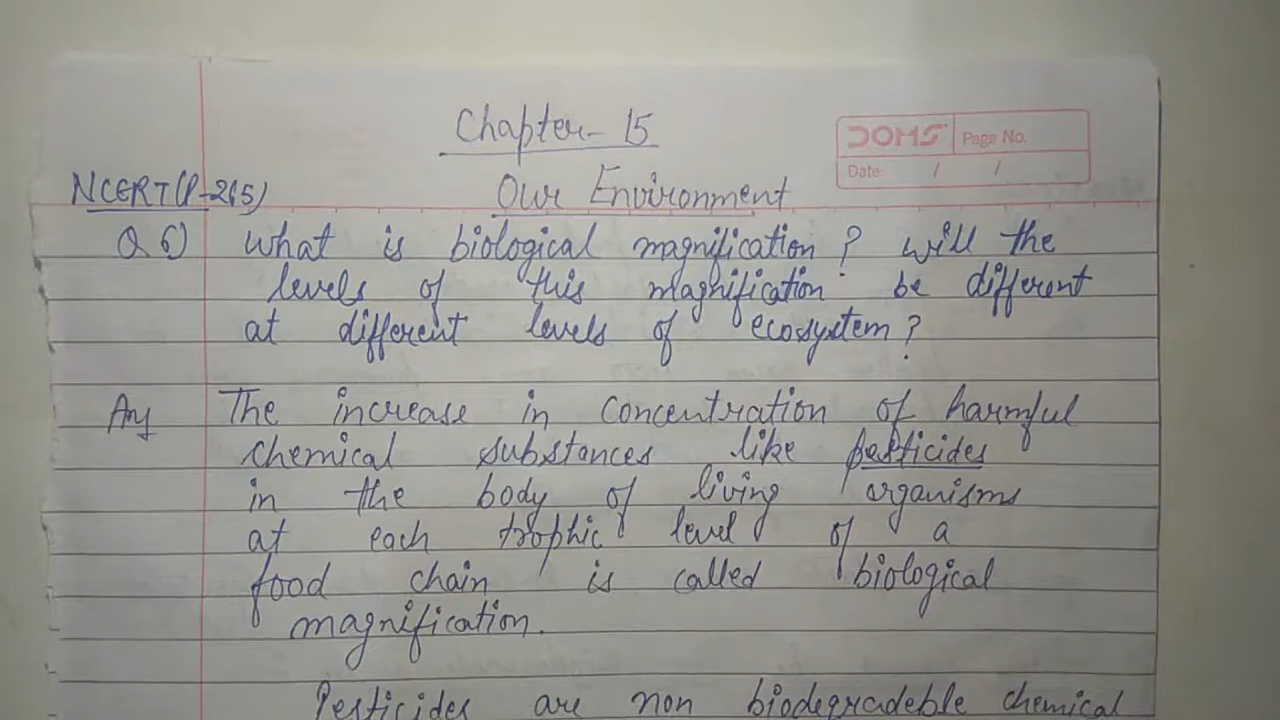 Chapter-15
DOMS Page No.
Date / /
NCERT(P-265)
Our Environment
Q 6) What is biological magnification? Will the
levels of this magnification be different
at different levels of ecosystem?
Ans The increase in concentration of harmful
chemical substances like pesticides
in the body of living organisms
at each trophic level of a
food chain is called biological
magnification.
Pesticides are non biodegradeble chemical